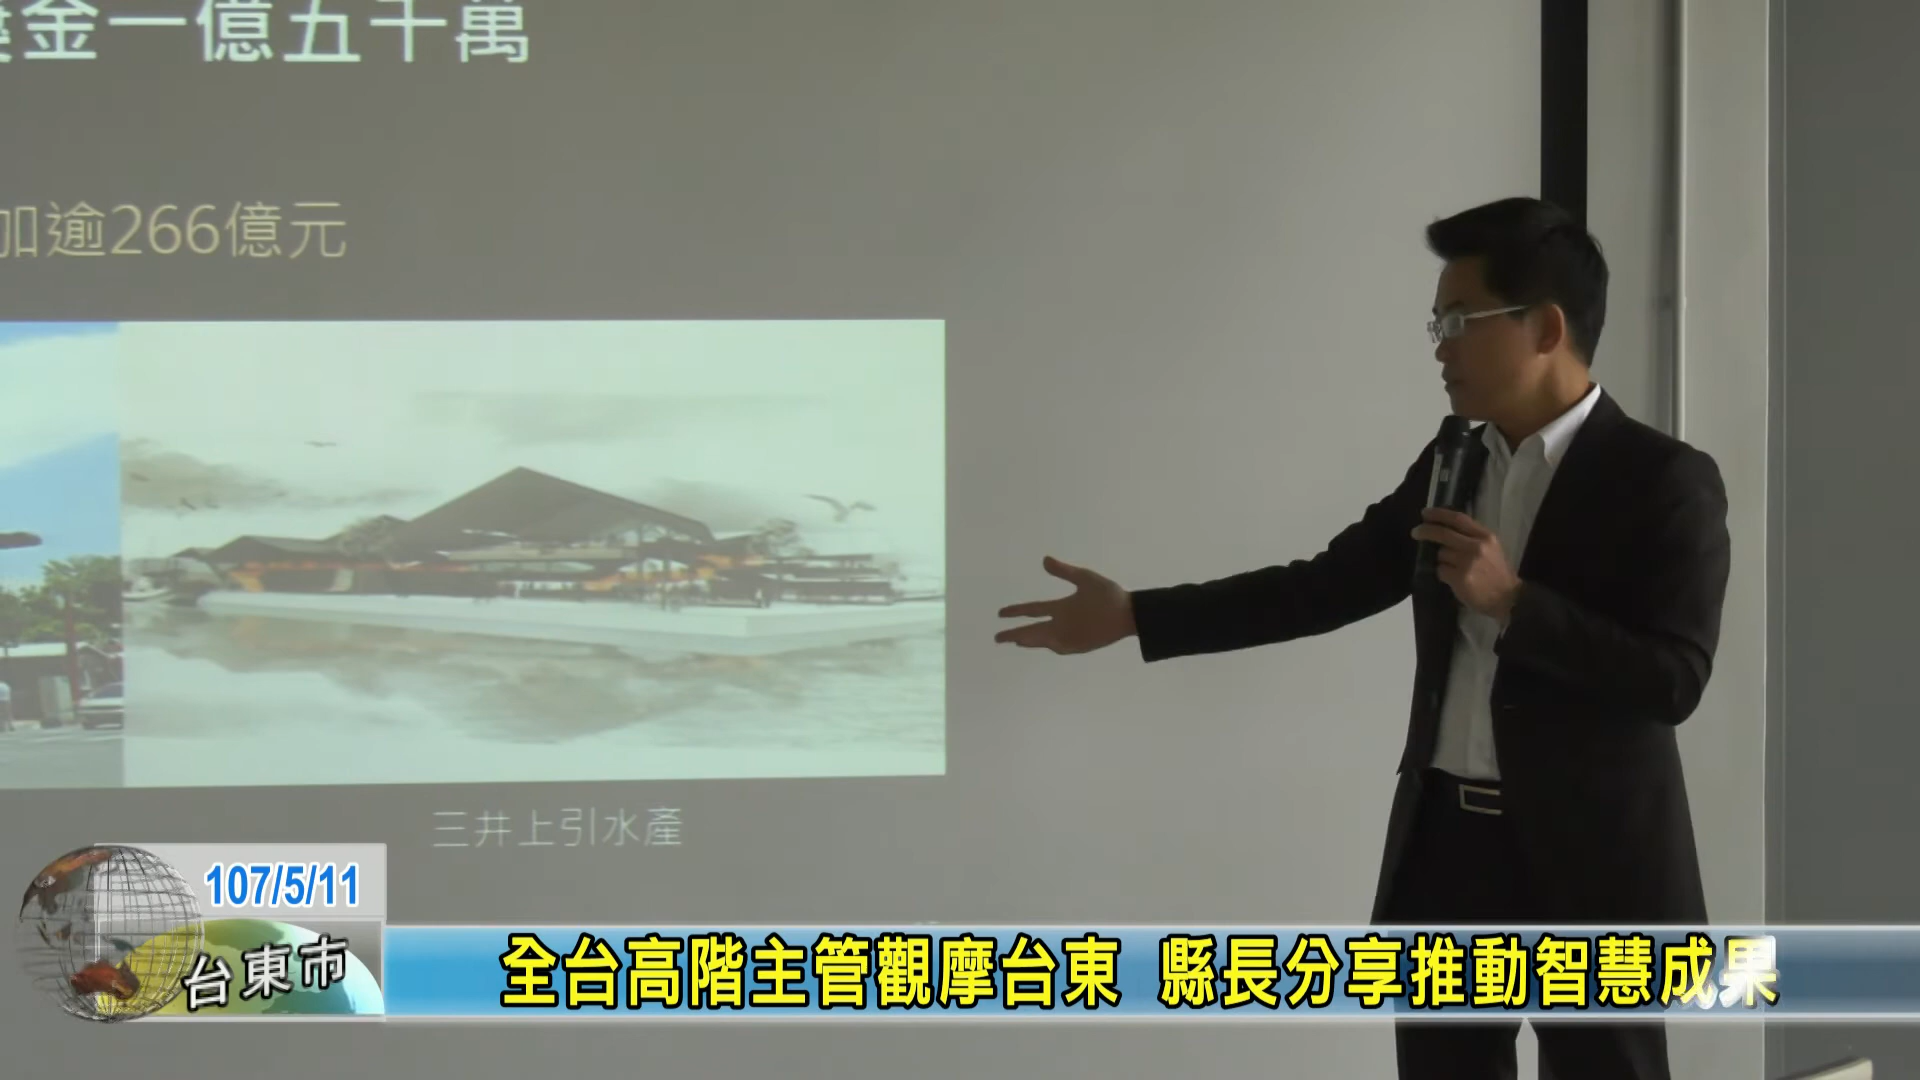 金一億五千萬
加逾266億元
三井上引水產
107/5/11
台東市
全台高階主管觀摩台東 縣長分享推動智慧成果